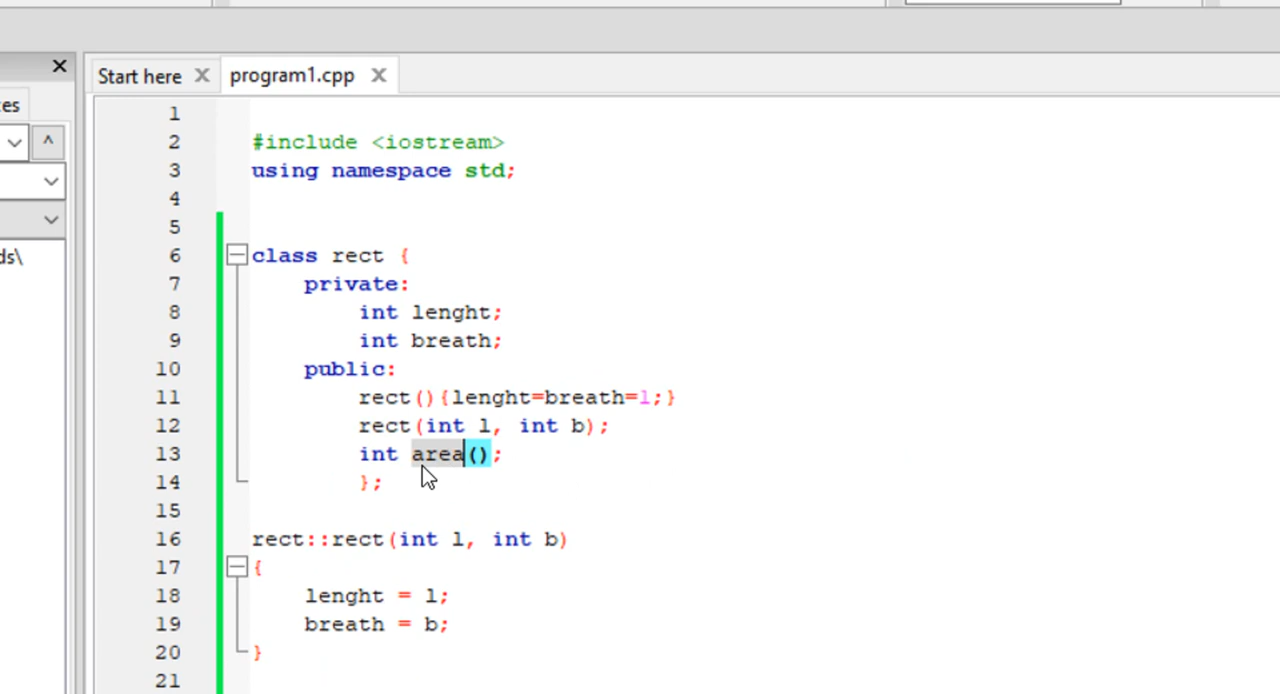 Start here
program1.cpp
es
ds\
1
2 #include <iostream>
3 using namespace std;
4
5
6 class rect {
7 private:
8 int lenght;
9 int breath;
10 public:
11 rect(){lenght=breath=1;}
12 rect(int l, int b);
13 int area();
14 };
15
16 rect::rect(int l, int b)
17 {
18 lenght = l;
19 breath = b;
20 }
21